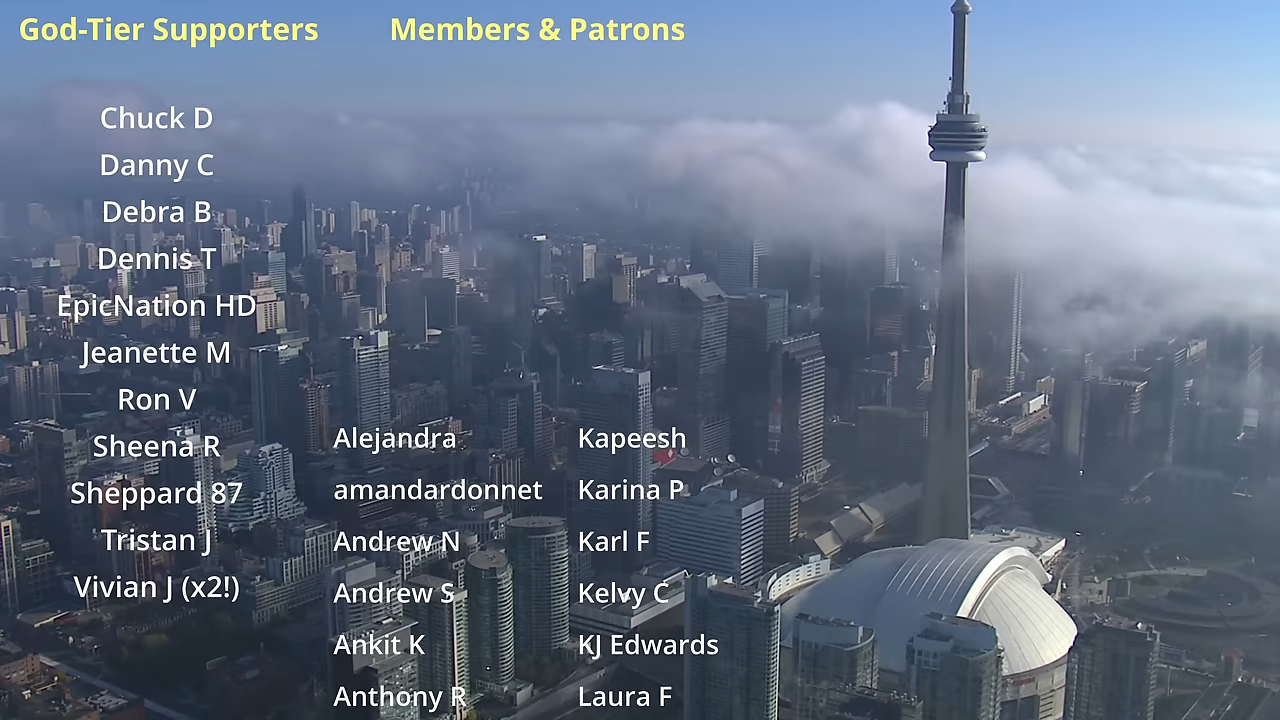 God-Tier Supporters
Chuck D
Danny C
Debra B
Dennis T
EpicNation HD
Jeanette M
Ron V
Sheena R
Sheppard 87
Tristan J
Vivian J (x2!)
Members & Patrons
Alejandra
amandardonnet
Andrew N
Andrew S
Ankit K
Anthony R
Kapeesh
Karina P
Karl F
Kelvy C
KJ Edwards
Laura F